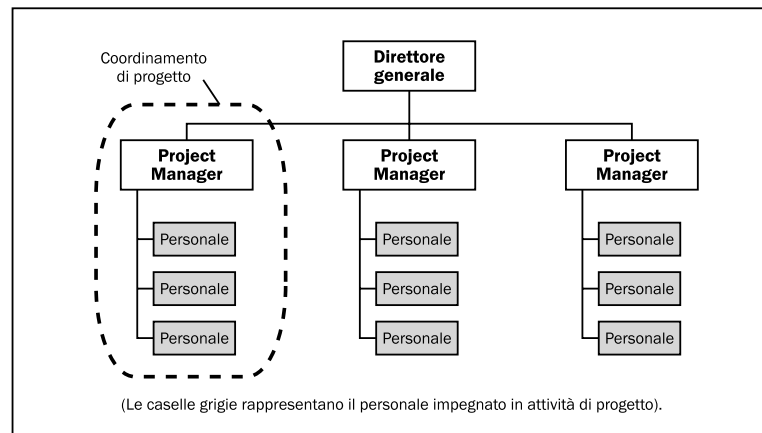 Coordinamento
di progetto
Direttore
generale
Project
Manager
Project
Manager
Project
Manager
Personale
Personale
Personale
Personale
Personale
Personale
Personale
Personale
Personale
(Le caselle grigie rappresentano il personale impegnato in attività di progetto).